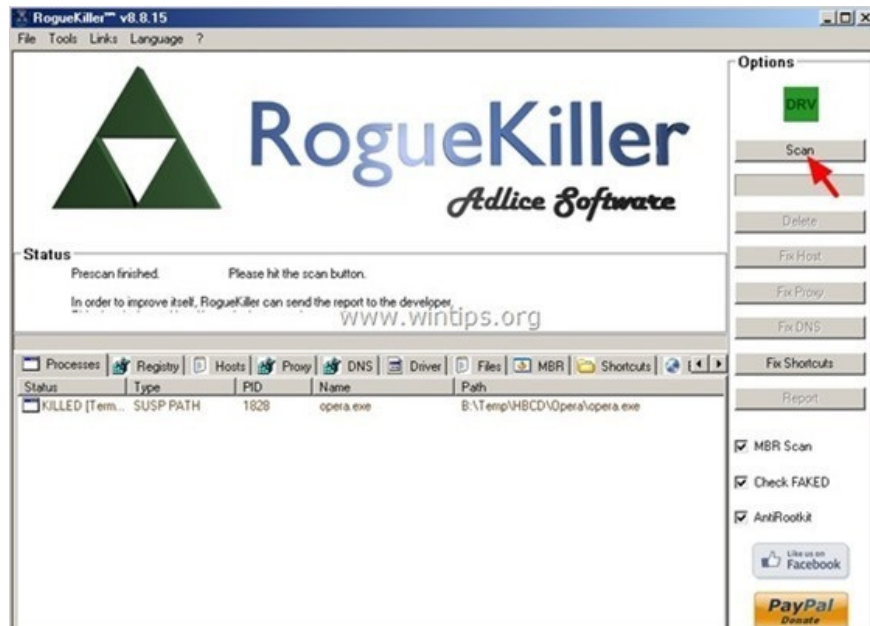 RogueKiller™ v8.8.15
File Tools Links Language ?
RogueKiller
Adlice Software
Status
Prescan finished. Please hit the scan button.
In order to improve itself, RogueKiller can send the report to the developer.
www.wintips.org
Processes Registry Hosts Proxy DNS Driver Files MBR Shortcuts
Status Type PID Name Path
KILLED [Term... SUSP PATH 1828 opera.exe B:\Temp\HBCD\Opera\opera.exe
Options
DRV
Scan
Delete
Fix Host
Fix Proxy
Fix DNS
Fix Shortcuts
Report
MBR Scan
Check FAKED
AntiRootkit
Like us on
Facebook
PayPal
Donate